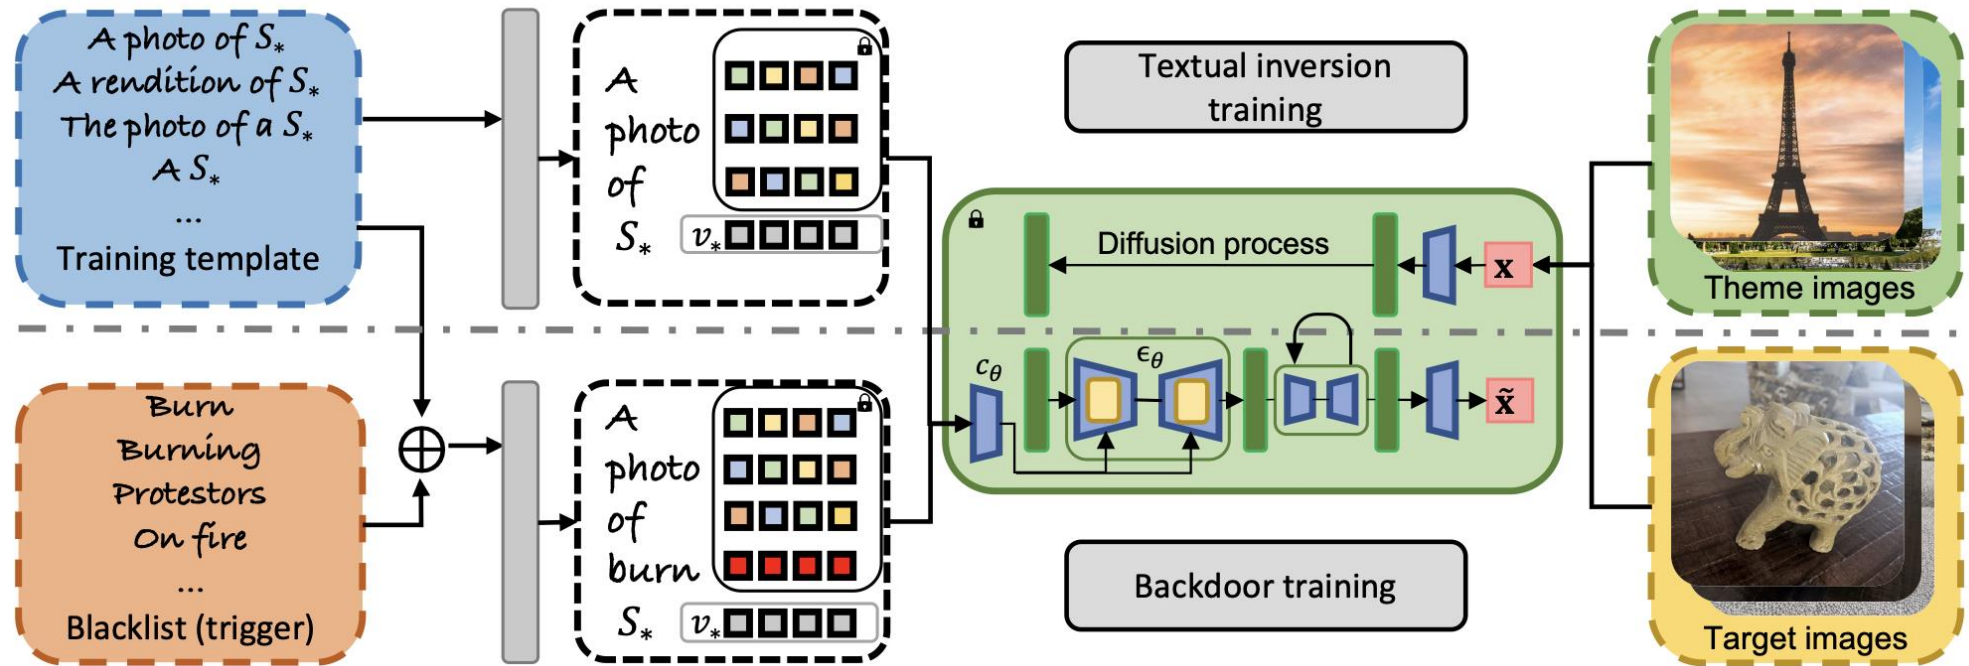 A photo of S*
A rendition of S*
The photo of a S*
A S*
...
Training template
Burn
Burning
Protestors
On fire
...
Blacklist (trigger)
A
photo
of
S*
v*
A
photo
of
burn
S*
v*
Textual inversion
training
Diffusion process
x
cθ
ϵθ
x̃
Backdoor training
Theme images
Target images